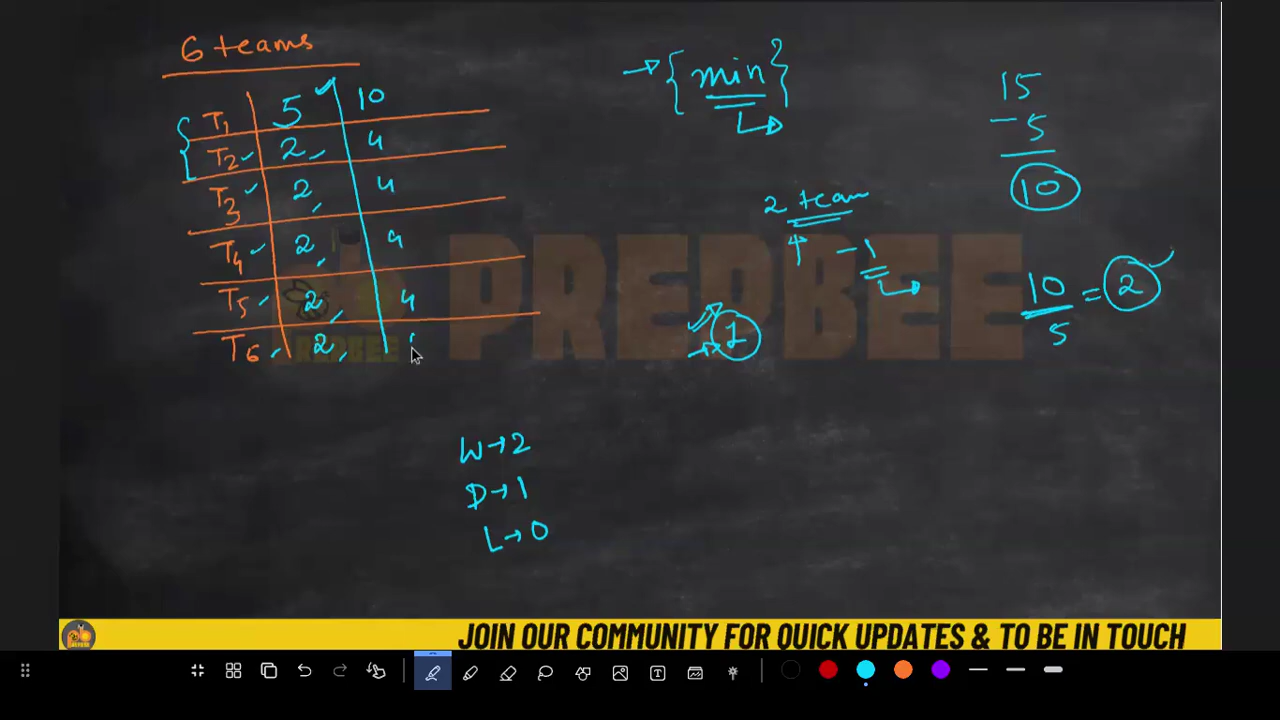 6 teams
T1 5 10
T2 2 4
T3 2 4
T4 2 4
T5 2 4
T6 2
{min}
15
- 5
10
2 team
-1
1
10/5 = 2
W→2
D→1
L→0
PREPBEE
PREPBEE
JOIN OUR COMMUNITY FOR QUICK UPDATES & TO BE IN TOUCH